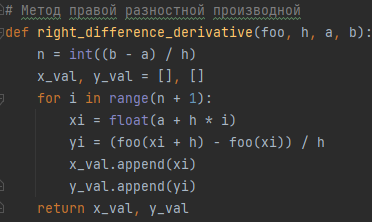 # Метод правой разностной производной
def right_difference_derivative(foo, h, a, b):
    n = int((b - a) / h)
    x_val, y_val = [], []
    for i in range(n + 1):
        xi = float(a + h * i)
        yi = (foo(xi + h) - foo(xi)) / h
        x_val.append(xi)
        y_val.append(yi)
    return x_val, y_val